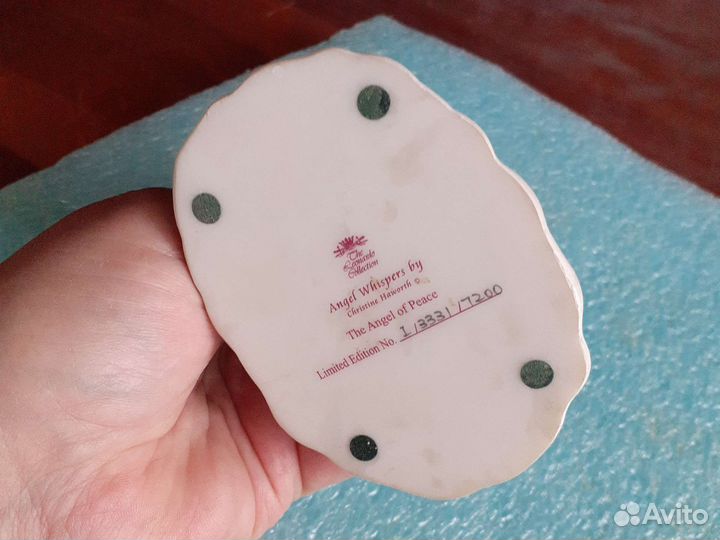 The
Leonardo
Collection
Angel Whispers by
Christine Haworth ©
The Angel of Peace
Limited Edition No. 1/3331/7200
Avito